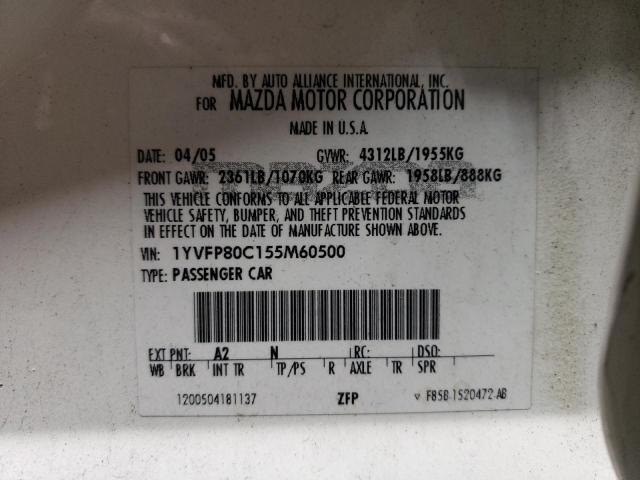 MFD. BY AUTO ALLIANCE INTERNATIONAL, INC.
FOR MAZDA MOTOR CORPORATION
MADE IN U.S.A.
DATE: 04/05 GVWR: 4312LB/1955KG
FRONT GAWR: 2361LB/1070KG REAR GAWR: 1958LB/888KG
THIS VEHICLE CONFORMS TO ALL APPLICABLE FEDERAL MOTOR
VEHICLE SAFETY, BUMPER, AND THEFT PREVENTION STANDARDS
IN EFFECT ON THE DATE OF MANUFACTURE SHOWN ABOVE.
VIN: 1YVFP80C155M60500
TYPE: PASSENGER CAR
EXT PNT: A2 N RC: DSO:
WB BRK INT TR TP/PS R AXLE TR SPR
1200504181137 ZFP F85B-1520472-AB